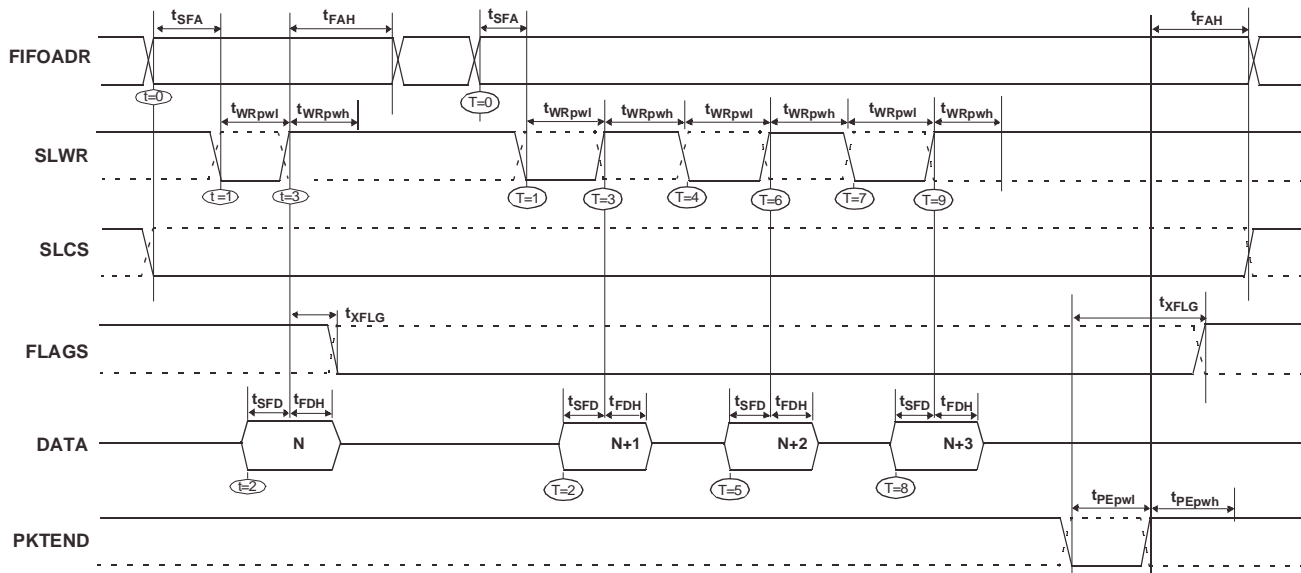 tSFA tFAH tSFA tFAH
FIFOADR
t=0 T=0
tWRpwl tWRpwh tWRpwl tWRpwh tWRpwl tWRpwh tWRpwl tWRpwh
SLWR
t=1 t=3 T=1 T=3 T=4 T=6 T=7 T=9
SLCS
tXFLG tXFLG
FLAGS
tSFD tFDH tSFD tFDH tSFD tFDH tSFD tFDH
DATA N N+1 N+2 N+3
t=2 T=2 T=5 T=8
tPEpwl tPEpwh
PKTEND